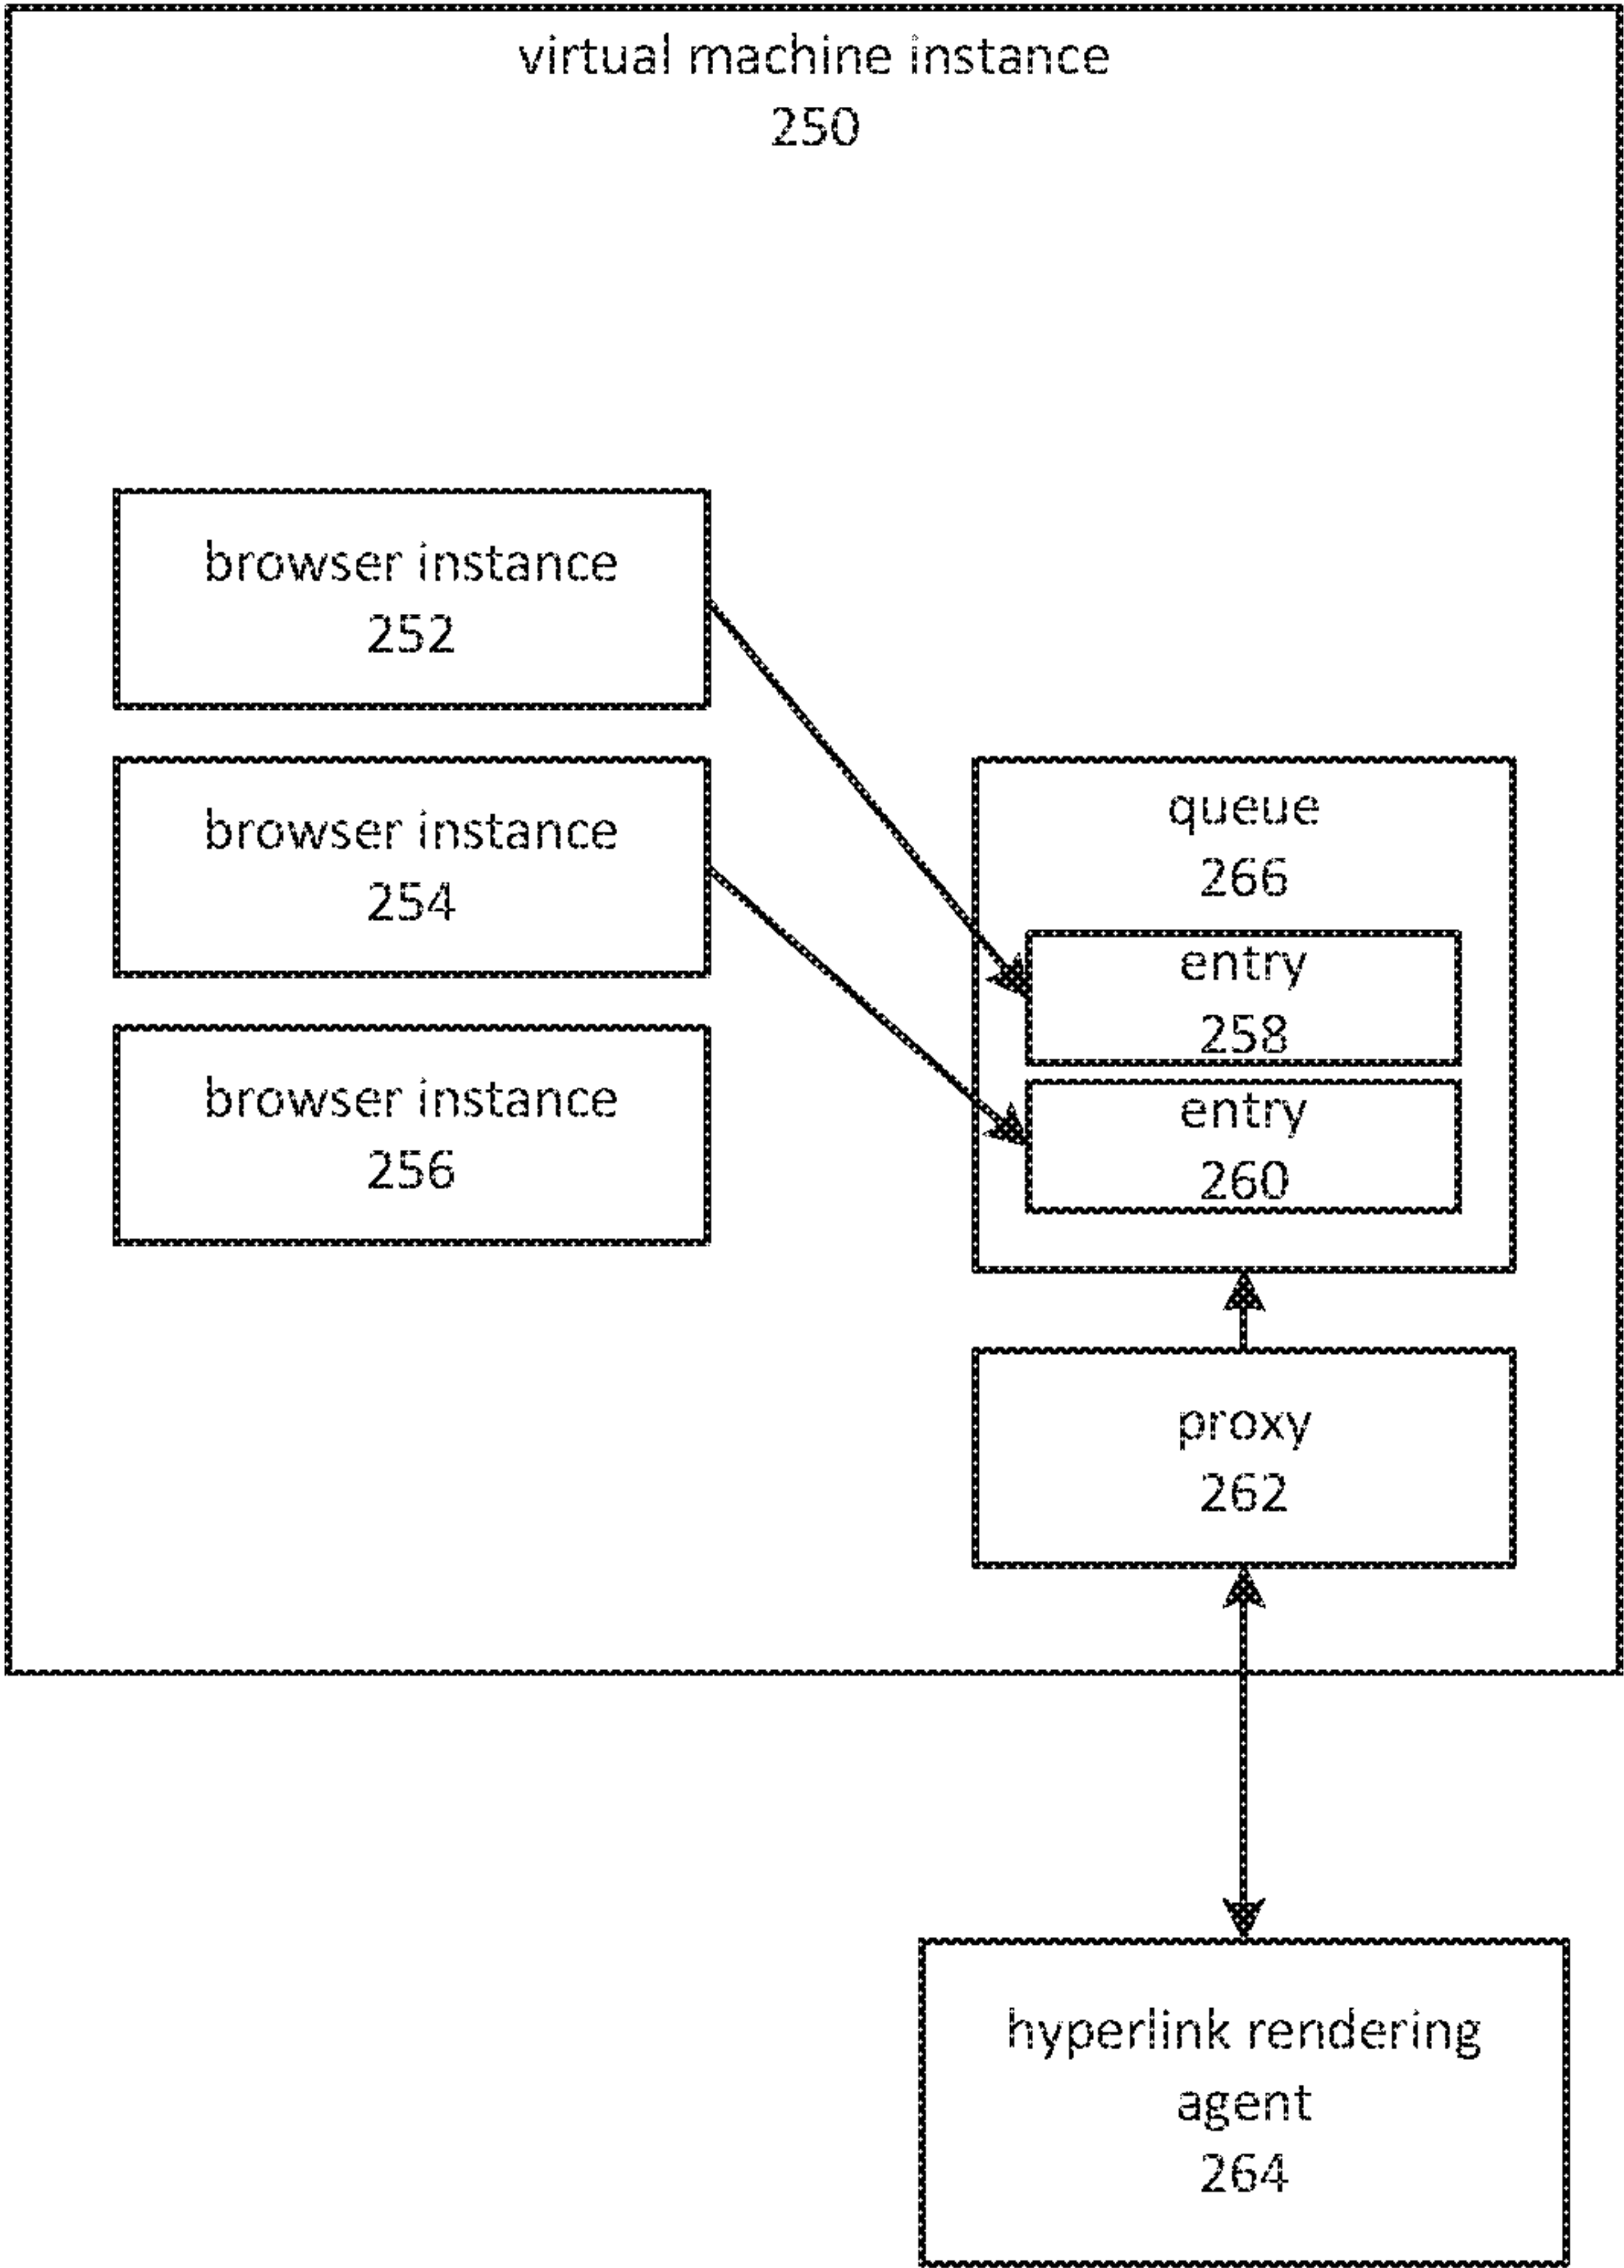 virtual machine instance
250
browser instance
252
browser instance
254
browser instance
256
queue
266
entry
258
entry
260
proxy
262
hyperlink rendering
agent
264